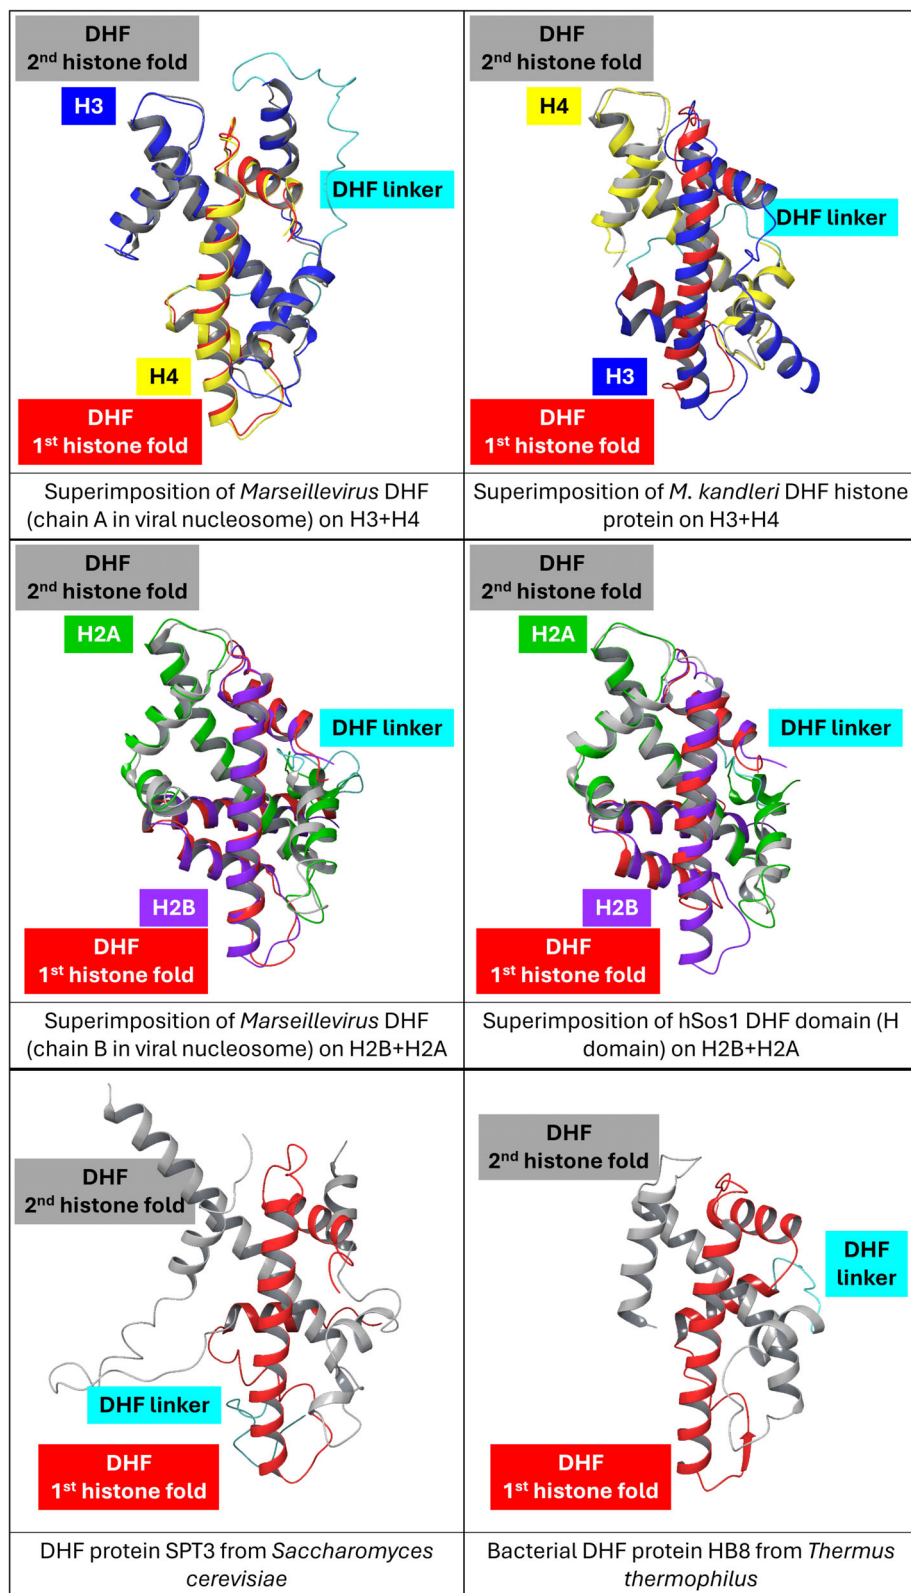 DHF
2nd histone fold
H3
DHF linker
H4
DHF
1st histone fold
Superimposition of Marseillevirus DHF
(chain A in viral nucleosome) on H3+H4
DHF
2nd histone fold
H4
DHF linker
H3
DHF
1st histone fold
Superimposition of M. kandleri DHF histone
protein on H3+H4
DHF
2nd histone fold
H2A
DHF linker
H2B
DHF
1st histone fold
Superimposition of Marseillevirus DHF
(chain B in viral nucleosome) on H2B+H2A
DHF
2nd histone fold
H2A
DHF linker
H2B
DHF
1st histone fold
Superimposition of hSos1 DHF domain (H
domain) on H2B+H2A
DHF
2nd histone fold
DHF linker
DHF
1st histone fold
DHF protein SPT3 from Saccharomyces
cerevisiae
DHF
2nd histone fold
DHF
linker
DHF
1st histone fold
Bacterial DHF protein HB8 from Thermus
thermophilus